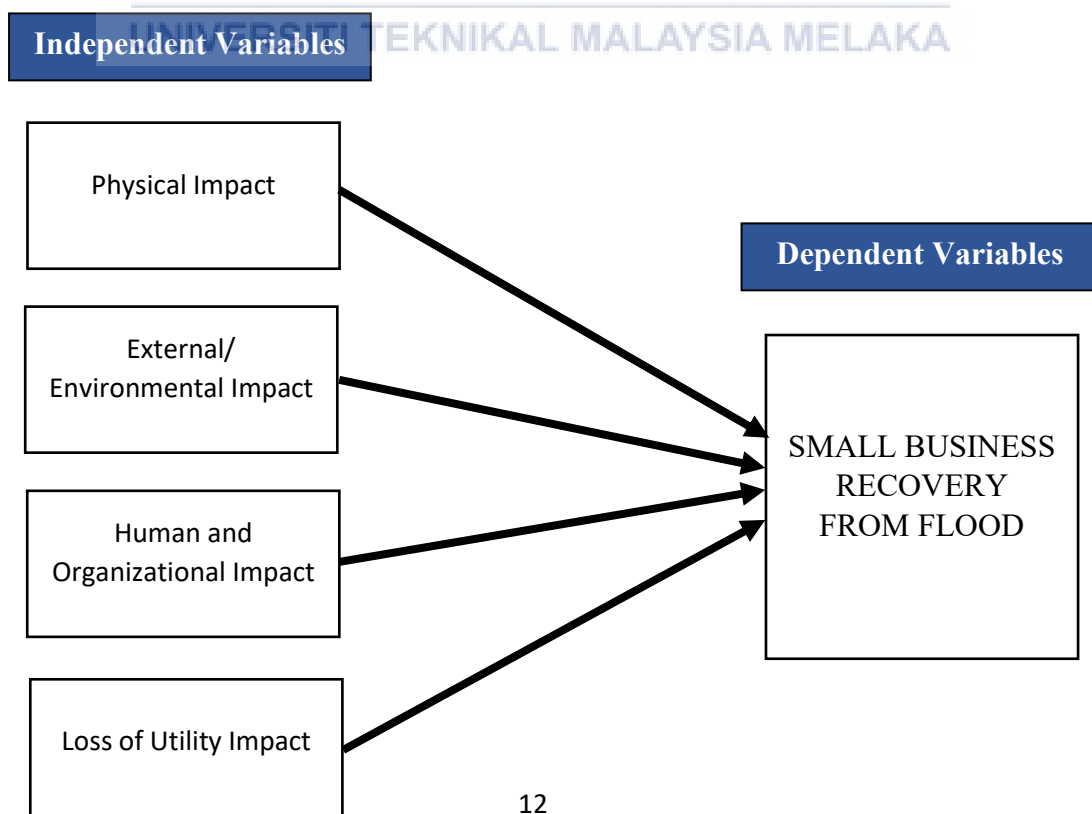 UNIVERSITI TEKNIKAL MALAYSIA MELAKA
Independent Variables
Physical Impact
External/
Environmental Impact
Human and
Organizational Impact
Loss of Utility Impact
Dependent Variables
SMALL BUSINESS
RECOVERY
FROM FLOOD
12